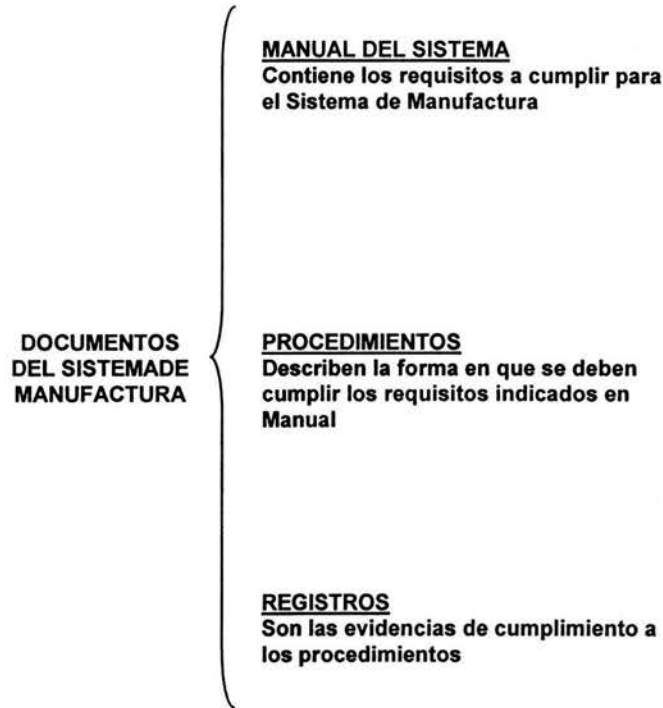 DOCUMENTOS
DEL SISTEMADE
MANUFACTURA
MANUAL DEL SISTEMA
Contiene los requisitos a cumplir para
el Sistema de Manufactura
PROCEDIMIENTOS
Describen la forma en que se deben
cumplir los requisitos indicados en
Manual
REGISTROS
Son las evidencias de cumplimiento a
los procedimientos